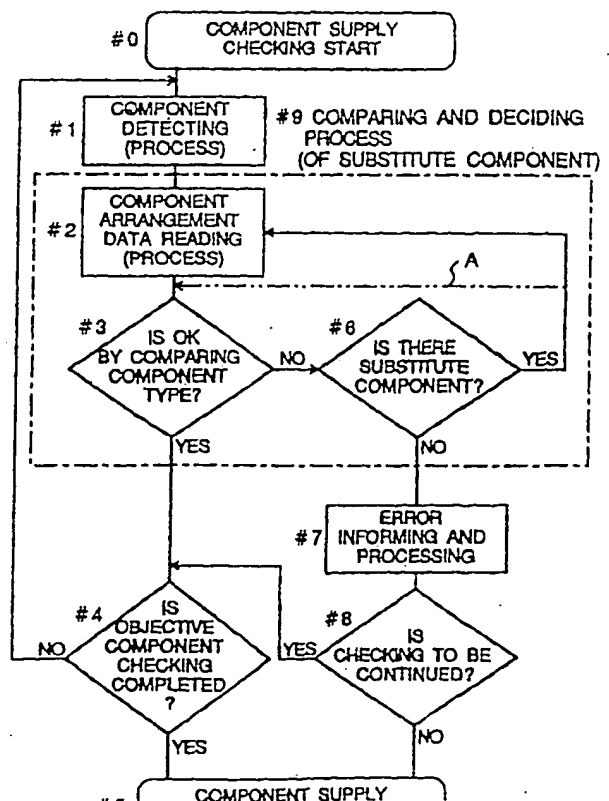 #0
COMPONENT SUPPLY
CHECKING START
#1
COMPONENT
DETECTING
(PROCESS)
#9 COMPARING AND DECIDING
PROCESS
(OF SUBSTITUTE COMPONENT)
#2
COMPONENT
ARRANGEMENT
DATA READING
(PROCESS)
A
#3
IS OK
BY COMPARING
COMPONENT
TYPE?
NO
YES
#6
IS THERE
SUBSTITUTE
COMPONENT?
YES
NO
#7
ERROR
INFORMING AND
PROCESSING
#4
IS
OBJECTIVE
COMPONENT
CHECKING
COMPLETED
?
NO
YES
#8
IS
CHECKING TO BE
CONTINUED?
YES
NO
COMPONENT SUPPLY